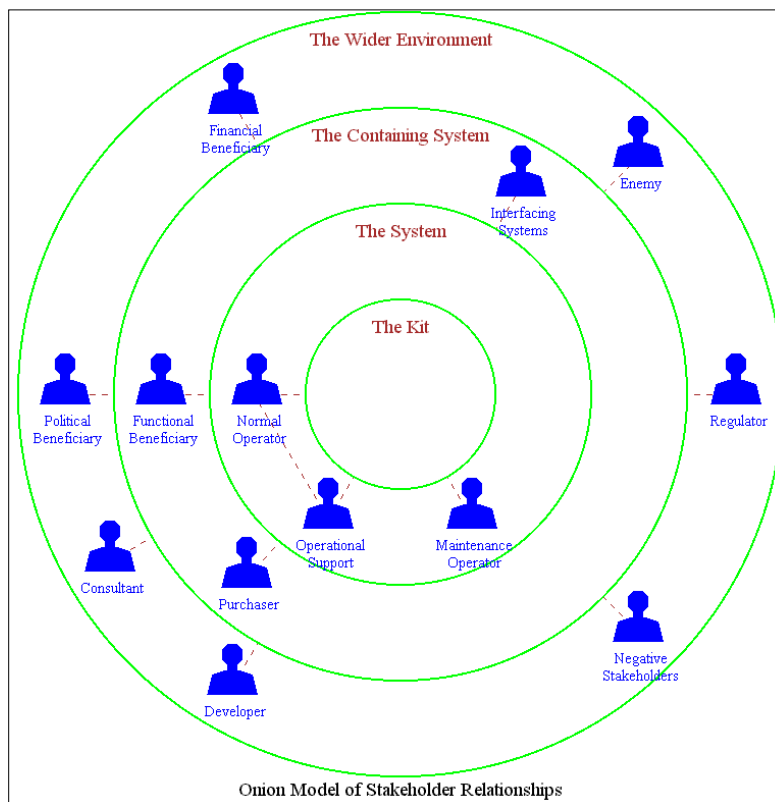 The Wider Environment
Financial
Beneficiary
The Containing System
Enemy
Interfacing
Systems
The System
The Kit
Political
Beneficiary
Functional
Beneficiary
Normal
Operator
Regulator
Operational
Support
Maintenance
Operator
Consultant
Purchaser
Negative
Stakeholders
Developer
Onion Model of Stakeholder Relationships